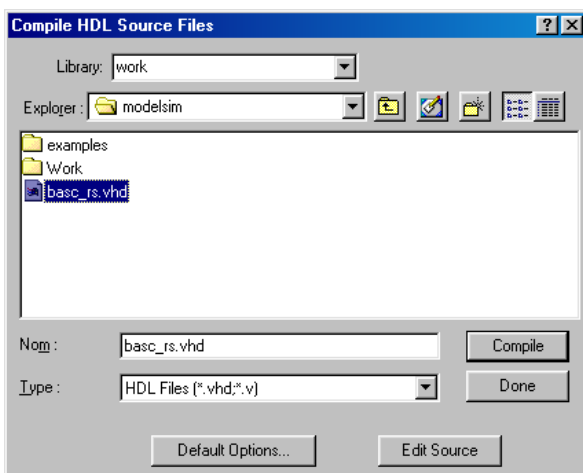 Compile HDL Source Files
Library: work
Explorer : modelsim
examples
Work
basc_rs.vhd
Nom : basc_rs.vhd
Compile
Type : HDL Files (*.vhd;*.v)
Done
Default Options...
Edit Source